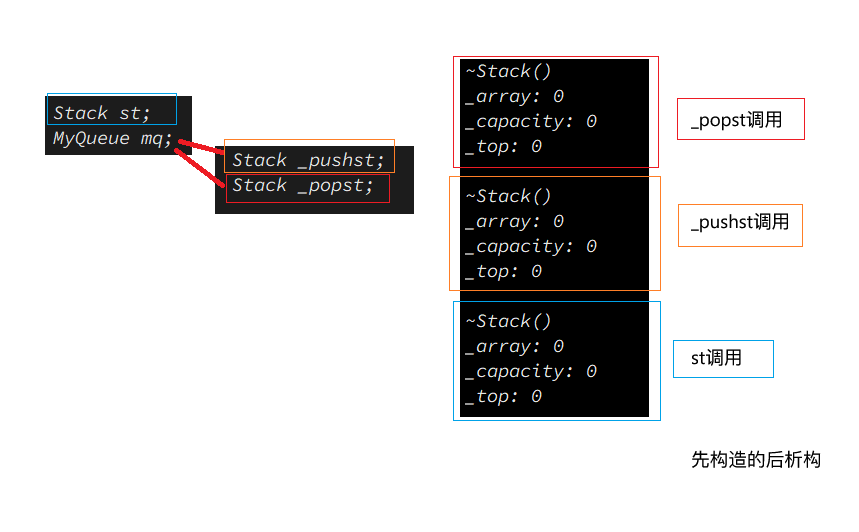 Stack st;
MyQueue mq;
Stack _pushst;
Stack _popst;
~Stack()
_array: 0
_capacity: 0
_top: 0
_popst调用
~Stack()
_array: 0
_capacity: 0
_top: 0
_pushst调用
~Stack()
_array: 0
_capacity: 0
_top: 0
st调用
先构造的后析构